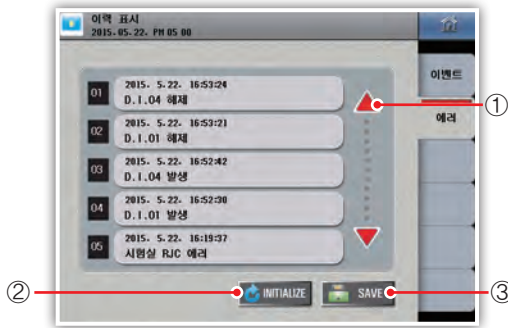 이력 표시
2015.05.22. PM 05 00
이벤트
에러
①
01
2015. 5.22. 16:53:24
D.I.04 해제
02
2015. 5.22. 16:53:21
D.I.01 해제
03
2015. 5.22. 16:52:42
D.I.04 발생
04
2015. 5.22. 16:52:30
D.I.01 발생
05
2015. 5.22. 16:19:37
시험실 RJC 에러
②
INITIALIZE
SAVE
③